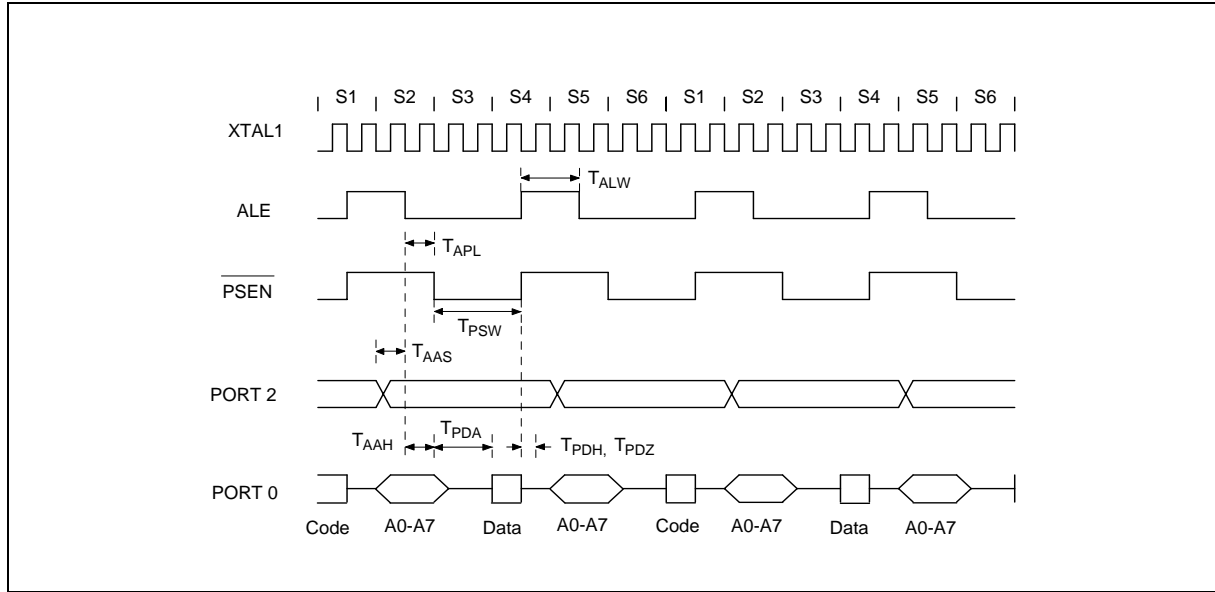 S1 S2 S3 S4 S5 S6 S1 S2 S3 S4 S5 S6
XTAL1
TALW
ALE
TAPL
PSEN
TPSW
TAAS
PORT 2
TAAH TPDA TPDH, TPDZ
PORT 0
Code A0-A7 Data A0-A7 Code A0-A7 Data A0-A7